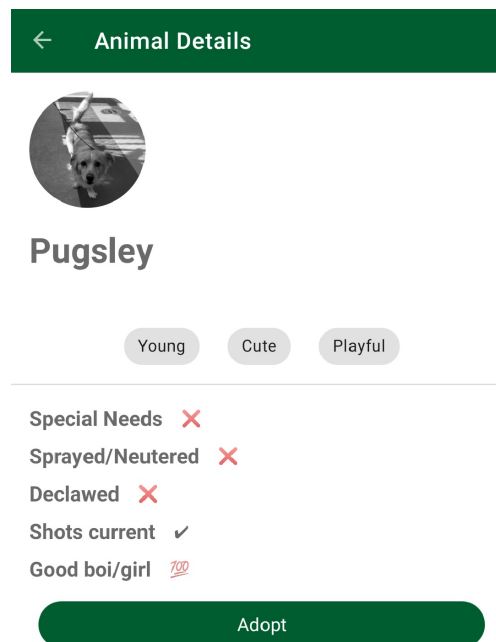 Animal Details
Pugsley
Young Cute Playful
Special Needs ❌
Sprayed/Neutered ❌
Declawed ❌
Shots current ✔
Good boi/girl 💯
Adopt